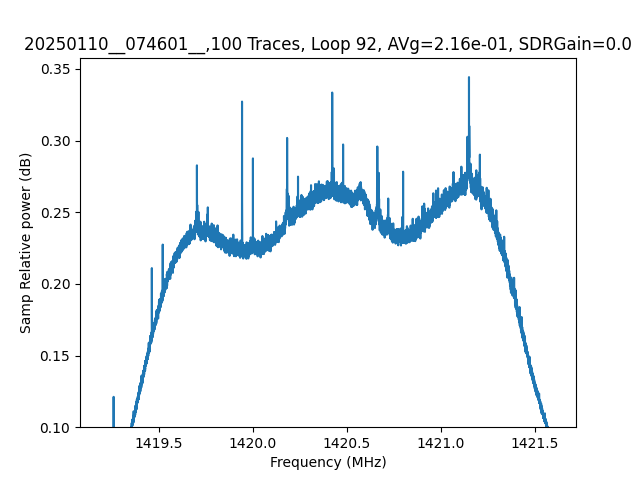 20250110__074601__,100 Traces, Loop 92, AVg=2.16e-01, SDRGain=0.0
0.35
0.30
0.25
0.20
0.15
0.10
Samp Relative power (dB)
1419.5 1420.0 1420.5 1421.0 1421.5
Frequency (MHz)